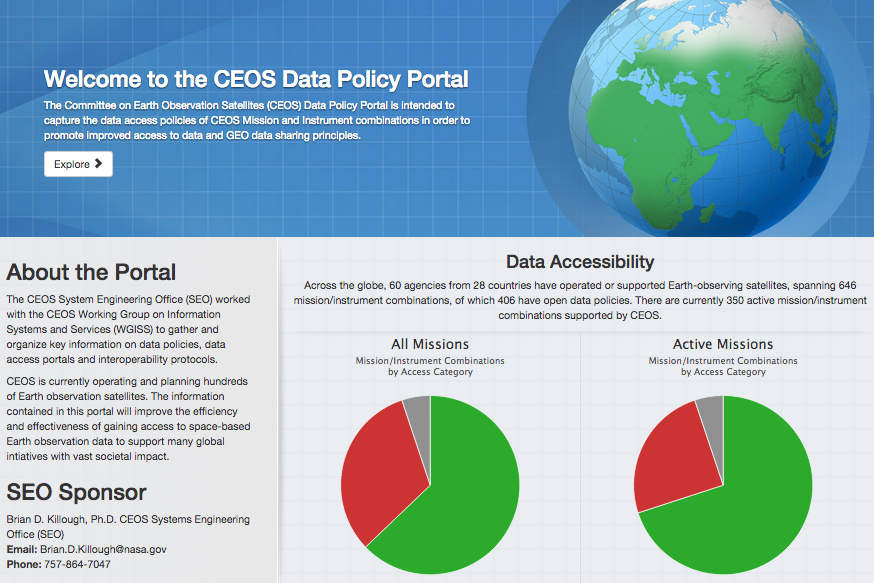 Welcome to the CEOS Data Policy Portal
The Committee on Earth Observation Satellites (CEOS) Data Policy Portal is intended to
capture the data access policies of CEOS Mission and Instrument combinations in order to
promote improved access to data and GEO data sharing principles.
Explore
About the Portal
The CEOS System Engineering Office (SEO) worked
with the CEOS Working Group on Information
Systems and Services (WGISS) to gather and
organize key information on data policies, data
access portals and interoperability protocols.
CEOS is currently operating and planning hundreds
of Earth observation satellites. The information
contained in this portal will improve the efficiency
and effectiveness of gaining access to space-based
Earth observation data to support many global
intiatives with vast societal impact.
SEO Sponsor
Brian D. Killough, Ph.D. CEOS Systems Engineering
Office (SEO)
Email: Brian.D.Killough@nasa.gov
Phone: 757-864-7047
Data Accessibility
Across the globe, 60 agencies from 28 countries have operated or supported Earth-observing satellites, spanning 646
mission/instrument combinations, of which 406 have open data policies. There are currently 350 active mission/instrument
combinations supported by CEOS.
All Missions
Mission/Instrument Combinations
by Access Category
Active Missions
Mission/Instrument Combinations
by Access Category